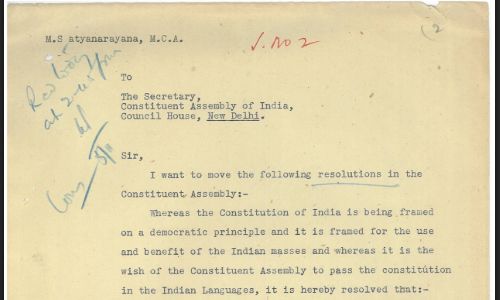 M.S atyanarayana, M.C.A.
J. no 2
2
Recd today
at 2-45 pm
5/11
To
The Secretary,
Constituent Assembly of India,
Council House, New Delhi.
Sir,
I want to move the following resolutions in the
Constituent Assembly:-
Whereas the Constitution of India is being framed
on a democratic principle and it is framed for the use
and benefit of the Indian masses and whereas it is the
wish of the Constituent Assembly to pass the constitution
in the Indian Languages, it is hereby resolved that:-